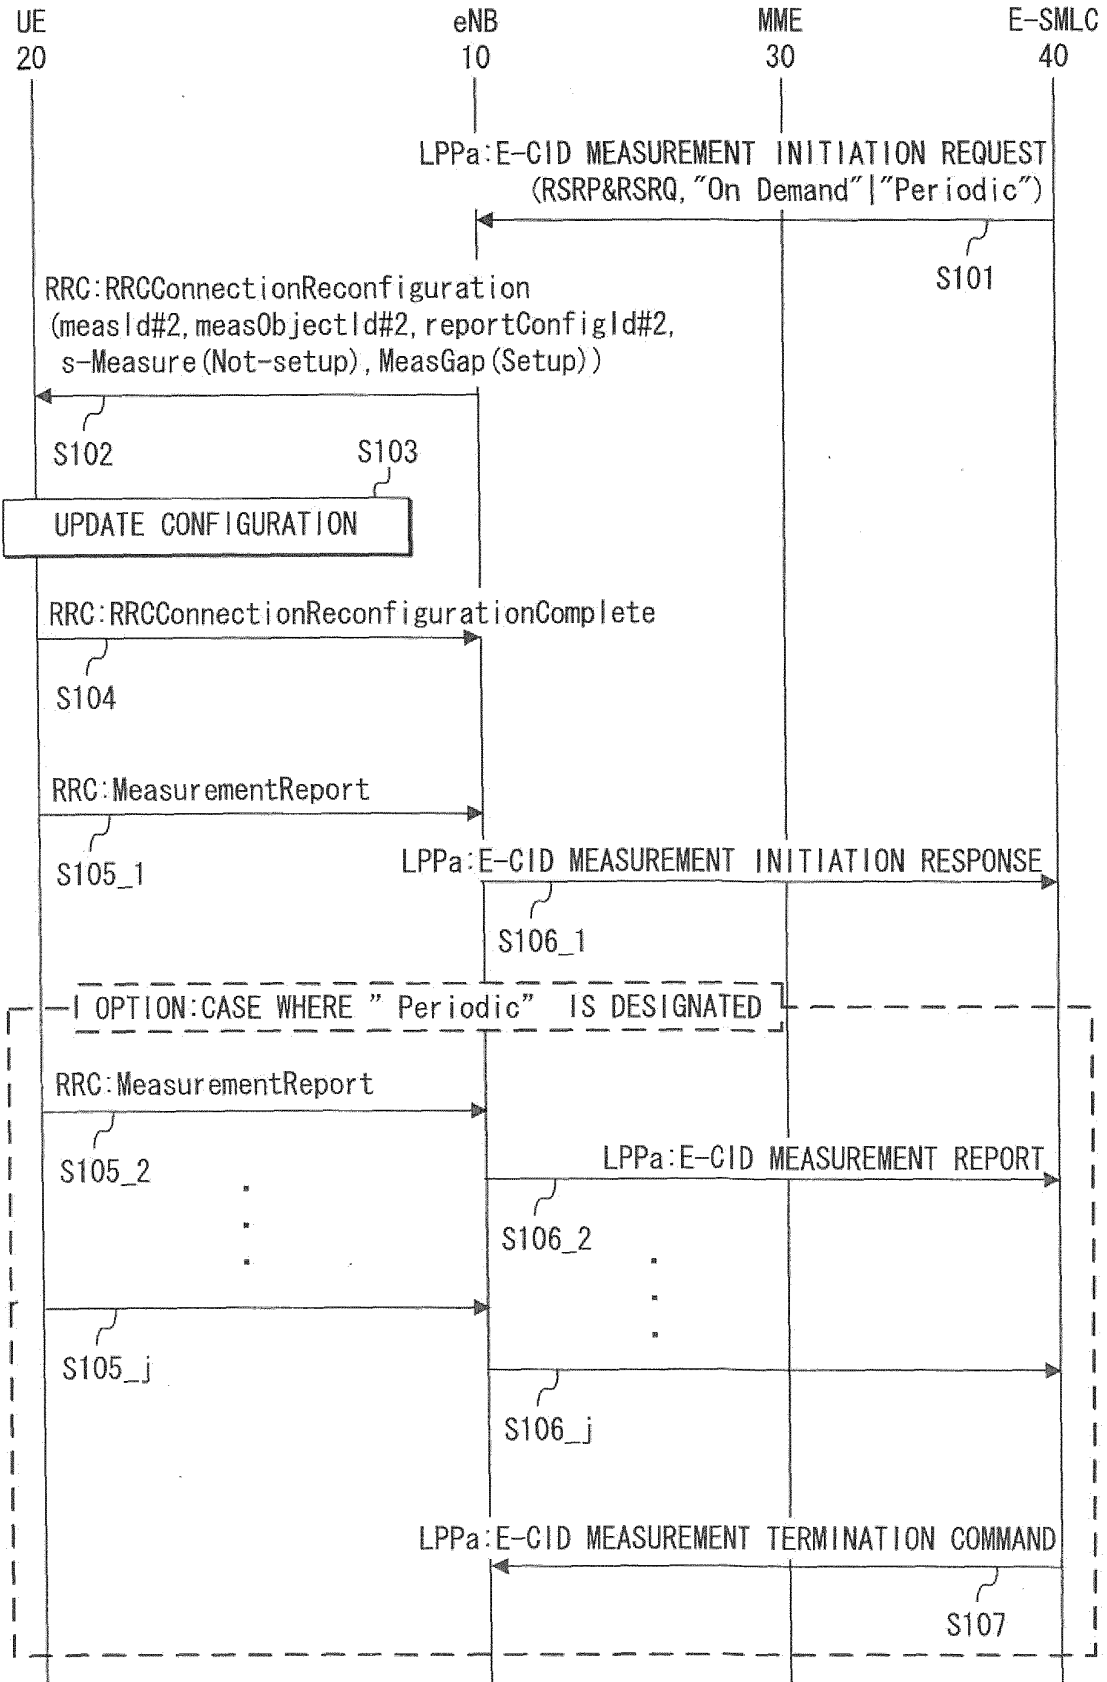 UE eNB MME E-SMLC
20 10 30 40
LPPa:E-CID MEASUREMENT INITIATION REQUEST
(RSRP&RSRQ,"On Demand"|"Periodic")
S101
RRC:RRCConnectionReconfiguration
(measId#2,measObjectId#2,reportConfigId#2,
s-Measure(Not-setup),MeasGap(Setup))
S102
S103
UPDATE CONFIGURATION
RRC:RRCConnectionReconfigurationComplete
S104
RRC:MeasurementReport
S105_1
LPPa:E-CID MEASUREMENT INITIATION RESPONSE
S106_1
OPTION:CASE WHERE "Periodic" IS DESIGNATED
RRC:MeasurementReport
S105_2
LPPa:E-CID MEASUREMENT REPORT
S106_2
S105_j
S106_j
LPPa:E-CID MEASUREMENT TERMINATION COMMAND
S107